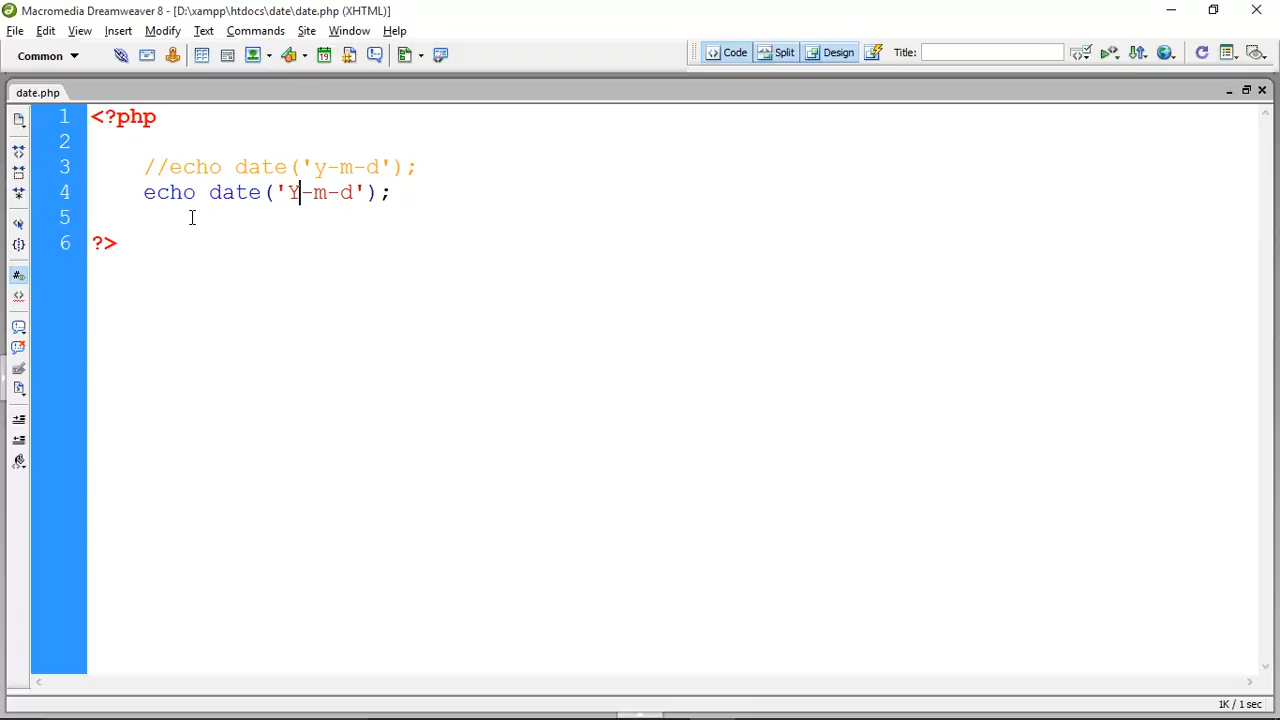 Macromedia Dreamweaver 8 - [D:\xampp\htdocs\date\date.php (XHTML)]
File Edit View Insert Modify Text Commands Site Window Help
Common Code Split Design Title:
date.php
1 <?php
2
3 //echo date('y-m-d');
4 echo date('Y-m-d');
5
6 ?>
1K / 1 sec